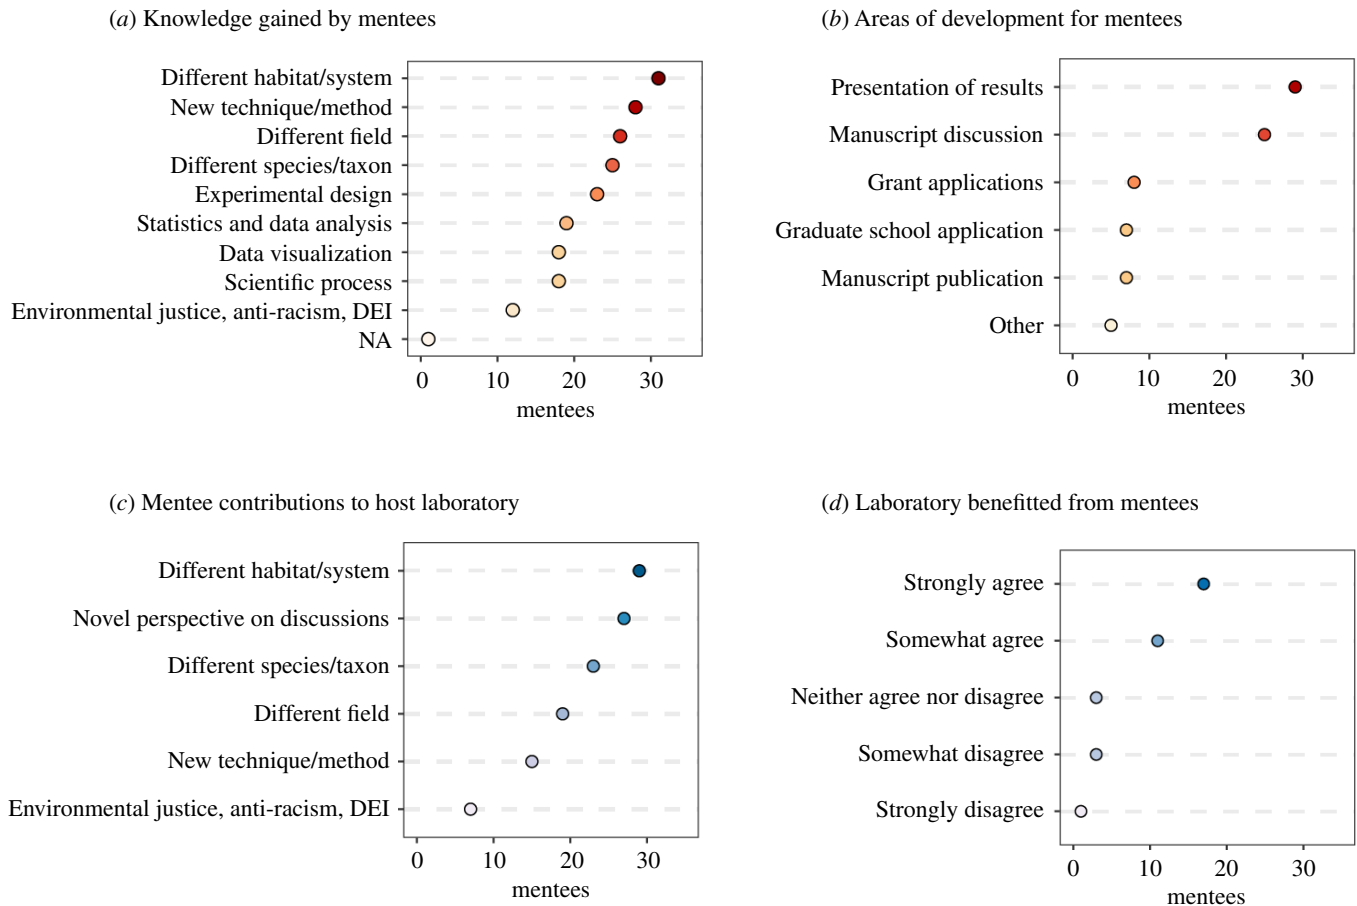 (a) Knowledge gained by mentees
Different habitat/system
New technique/method
Different field
Different species/taxon
Experimental design
Statistics and data analysis
Data visualization
Scientific process
Environmental justice, anti-racism, DEI
NA
0 10 20 30
mentees
(b) Areas of development for mentees
Presentation of results
Manuscript discussion
Grant applications
Graduate school application
Manuscript publication
Other
0 10 20 30
mentees
(c) Mentee contributions to host laboratory
Different habitat/system
Novel perspective on discussions
Different species/taxon
Different field
New technique/method
Environmental justice, anti-racism, DEI
0 10 20 30
mentees
(d) Laboratory benefitted from mentees
Strongly agree
Somewhat agree
Neither agree nor disagree
Somewhat disagree
Strongly disagree
0 10 20 30
mentees